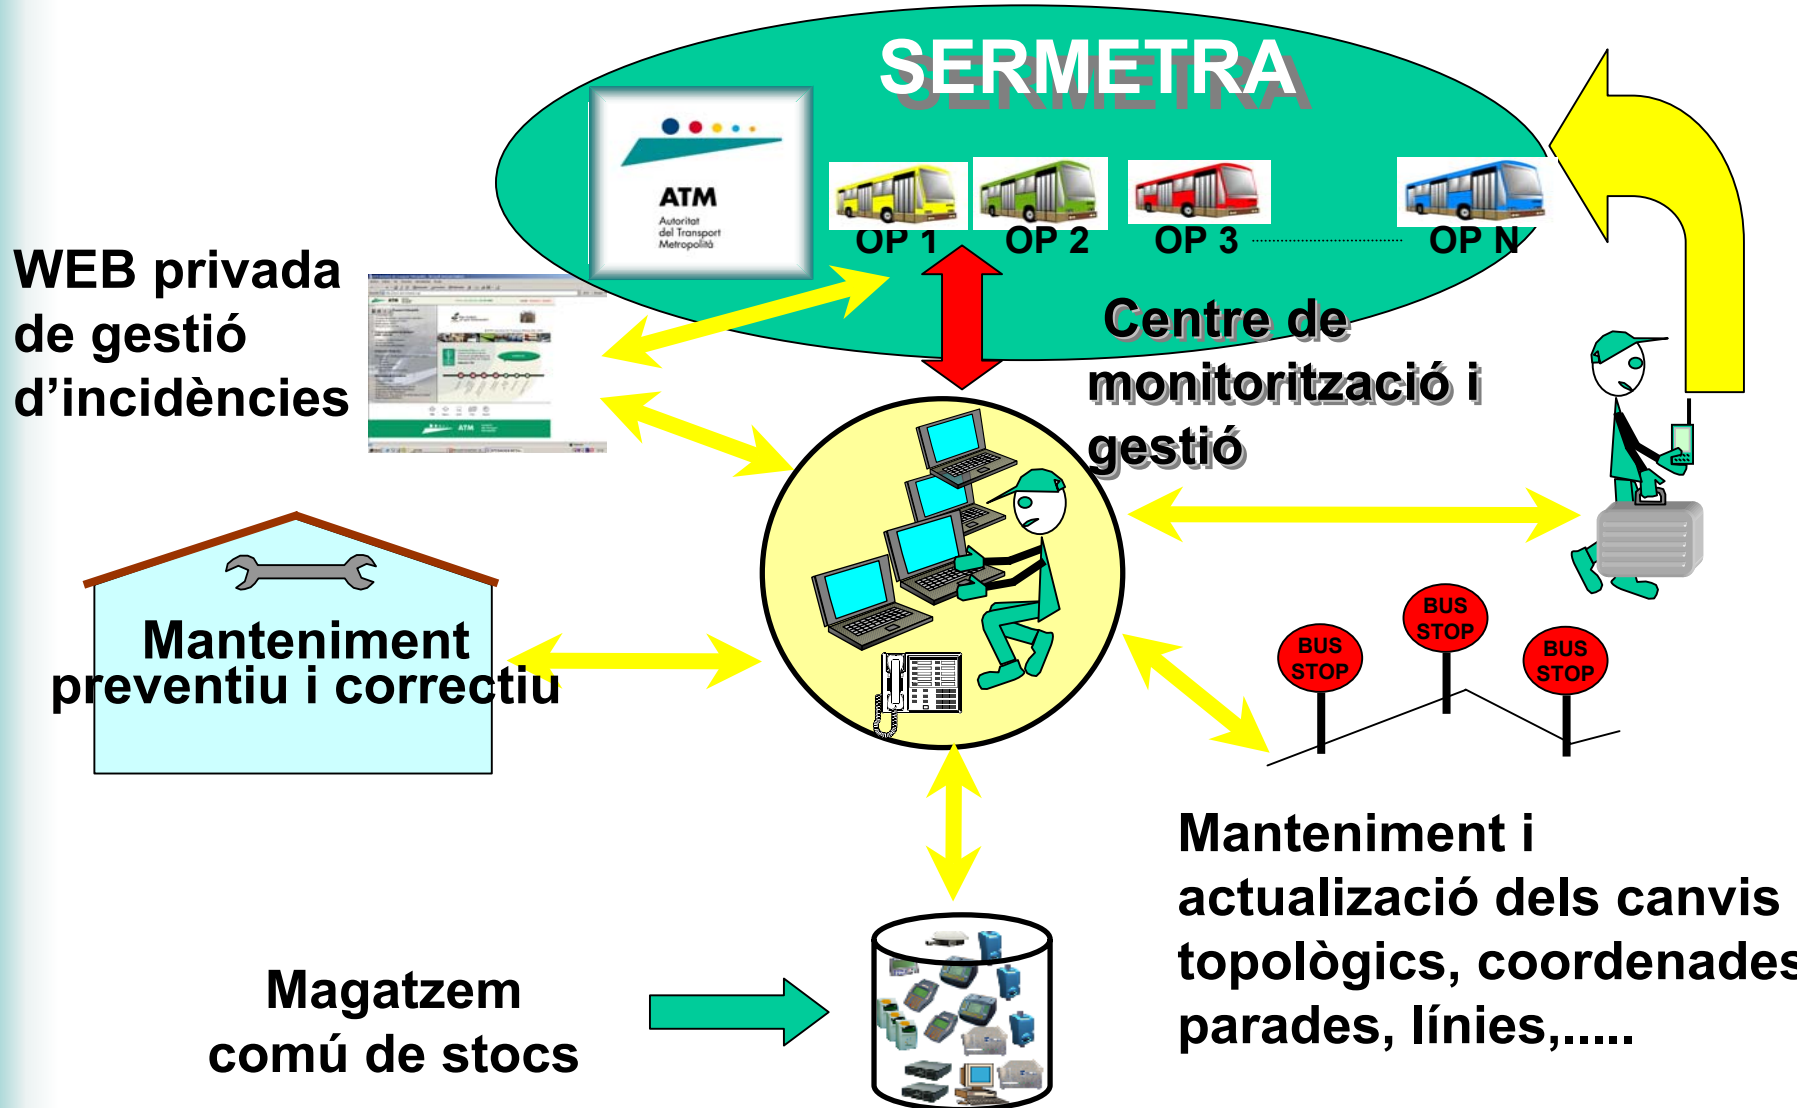 SERMETRA
ATM
Autoritat
del Transport
Metropolità
OP 1
OP 2
OP 3
OP N
WEB privada
de gestió
d’incidències
ATM
ATM
Centre de
monitorització i
gestió
Manteniment
preventiu i correctiu
BUS
STOP
BUS
STOP
BUS
STOP
Manteniment i
actualizació dels canvis
topològics, coordenades
parades, línies,.....
Magatzem
comú de stocs